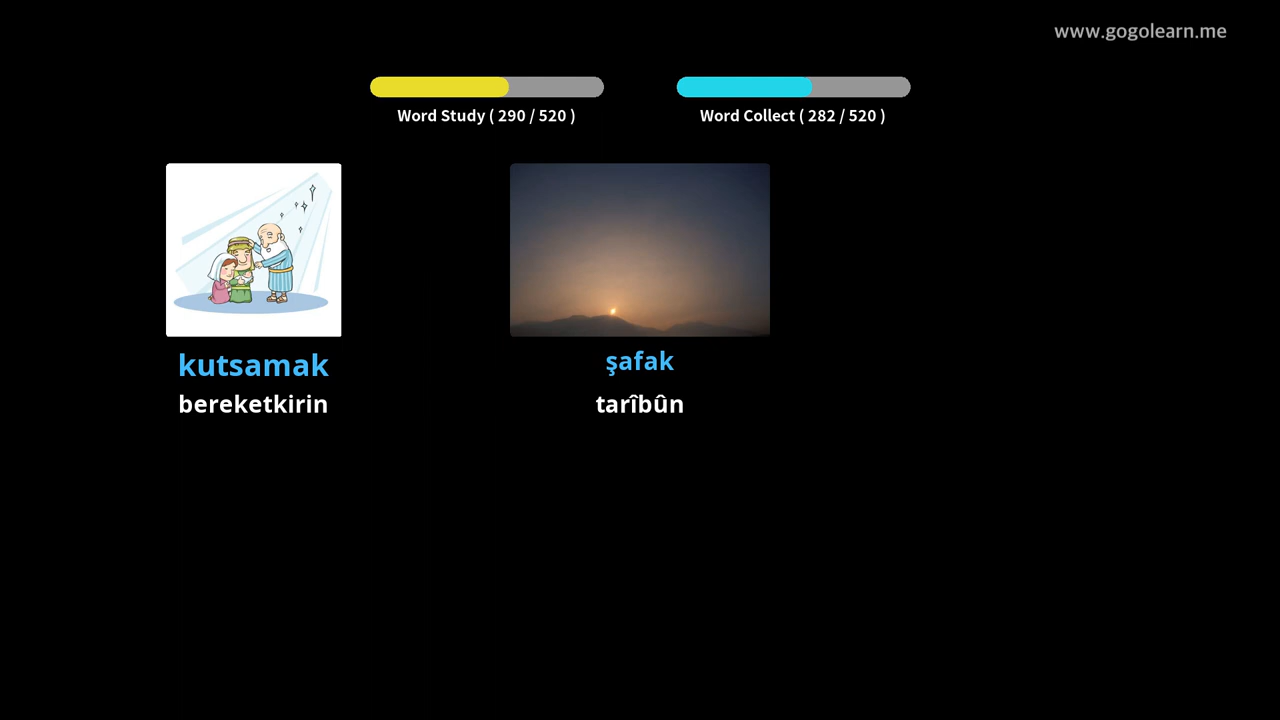 www.gogolearn.me
Word Study ( 290 / 520 )
Word Collect ( 282 / 520 )
kutsamak
bereketkirin
şafak
tarîbûn